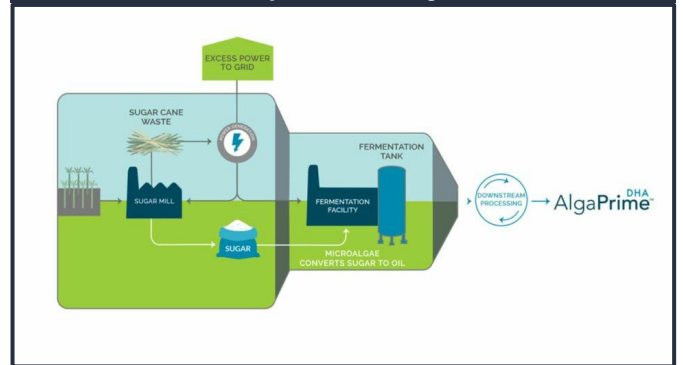 EXCESS POWER
TO GRID
SUGAR CANE
WASTE
FERMENTATION
TANK
SUGAR MILL
FERMENTATION
FACILITY
SUGAR
MICROALGAE
CONVERTS SUGAR TO OIL
DOWNSTREAM
PROCESSING
AlgaPrime™
DHA